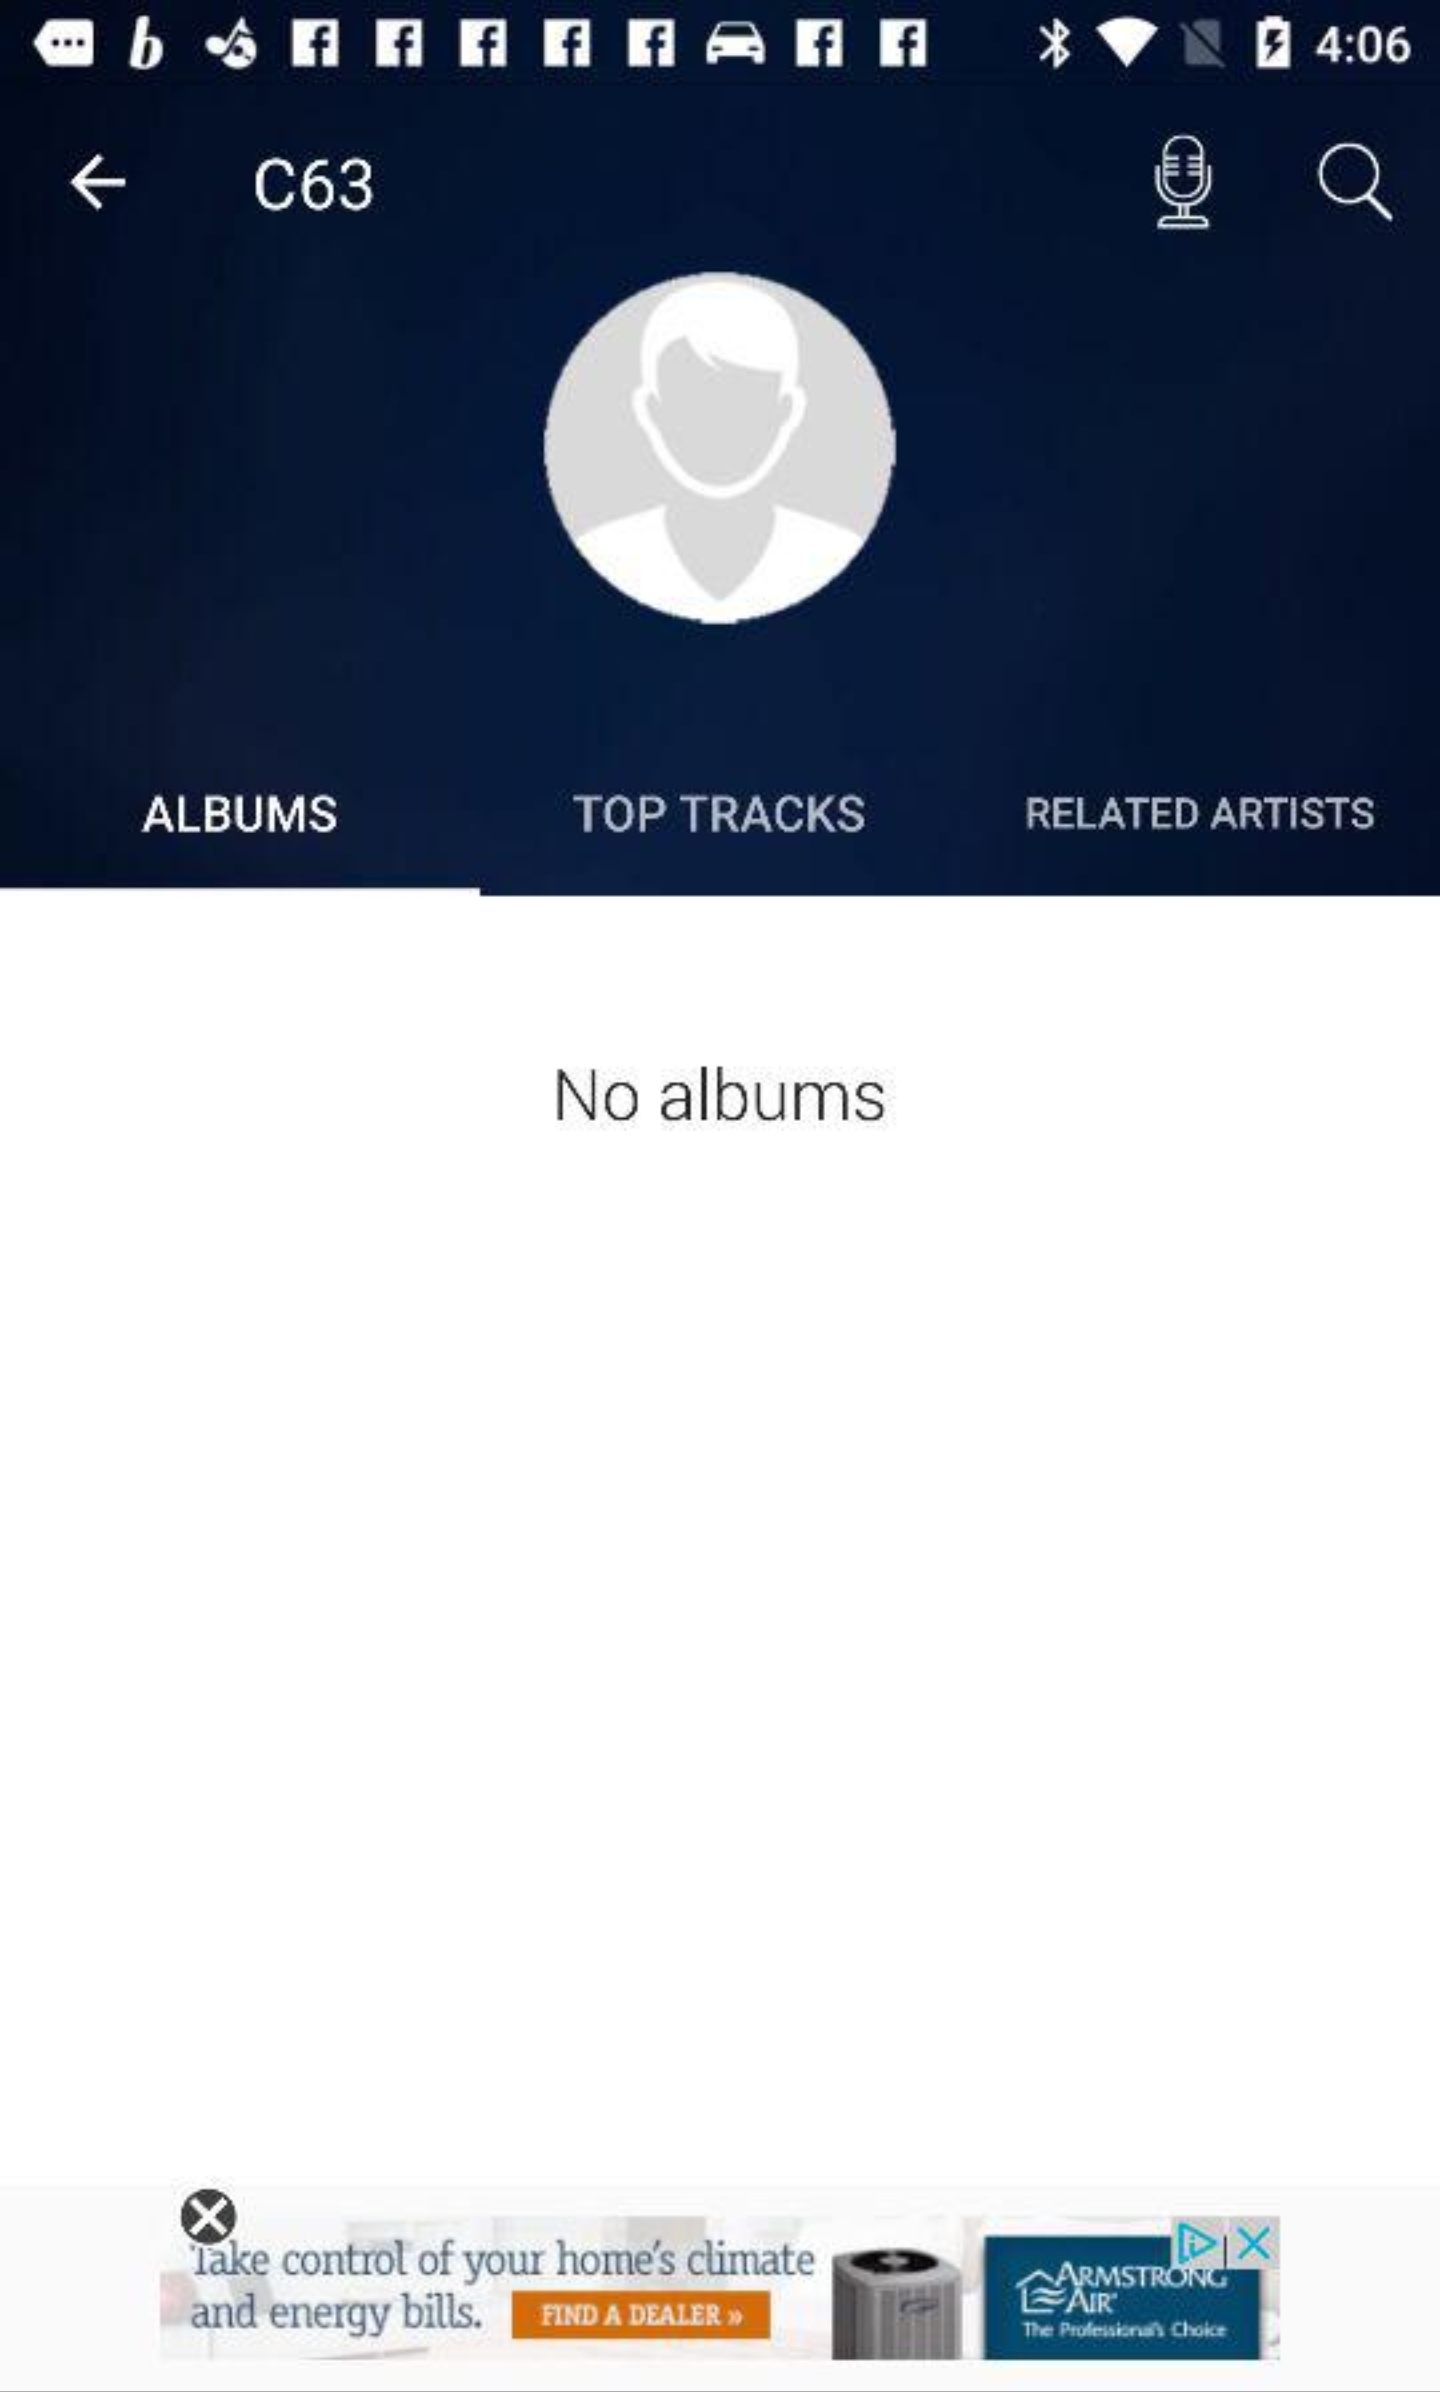 4:06
C63
ALBUMS
TOP TRACKS
RELATED ARTISTS
No albums
Take control of your home's climate
and energy bills.
FIND A DEALER »
ARMSTRONG
AIR
The Professional's Choice